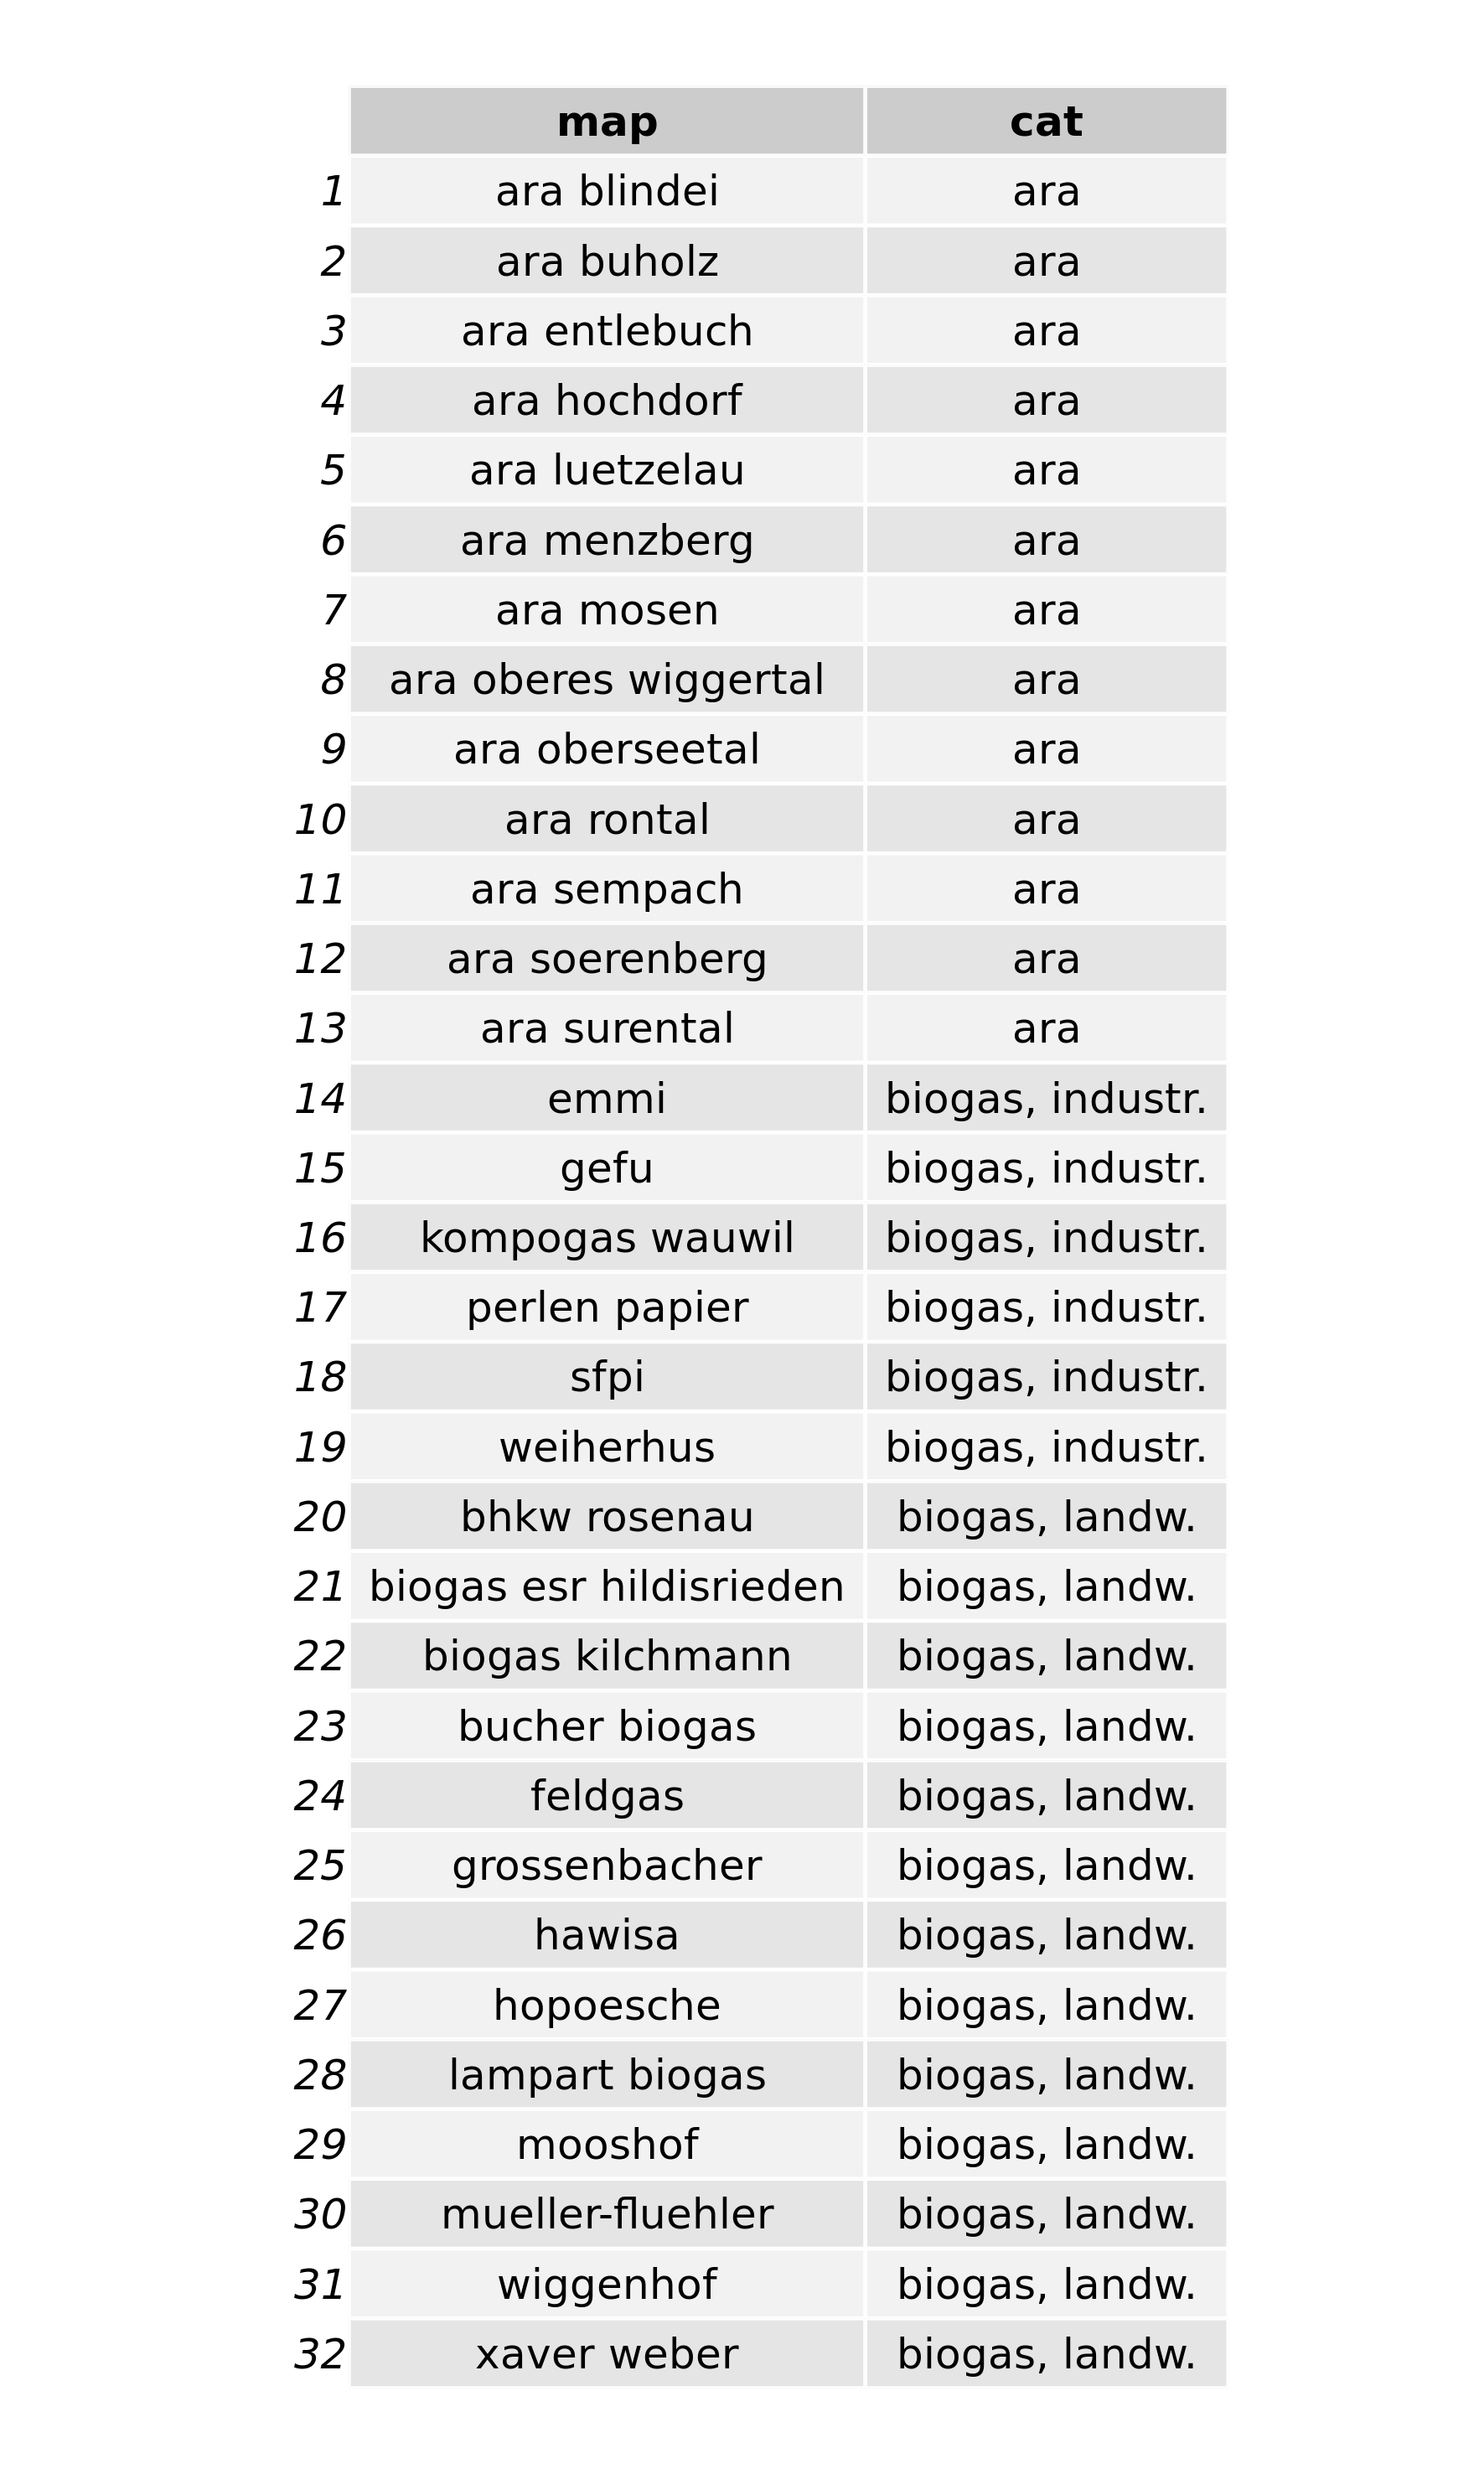 map cat
1 ara blindei ara
2 ara buholz ara
3 ara entlebuch ara
4 ara hochdorf ara
5 ara luetzelau ara
6 ara menzberg ara
7 ara mosen ara
8 ara oberes wiggertal ara
9 ara oberseetal ara
10 ara rontal ara
11 ara sempach ara
12 ara soerenberg ara
13 ara surental ara
14 emmi biogas, industr.
15 gefu biogas, industr.
16 kompogas wauwil biogas, industr.
17 perlen papier biogas, industr.
18 sfpi biogas, industr.
19 weiherhus biogas, industr.
20 bhkw rosenau biogas, landw.
21 biogas esr hildisrieden biogas, landw.
22 biogas kilchmann biogas, landw.
23 bucher biogas biogas, landw.
24 feldgas biogas, landw.
25 grossenbacher biogas, landw.
26 hawisa biogas, landw.
27 hopoesche biogas, landw.
28 lampart biogas biogas, landw.
29 mooshof biogas, landw.
30 mueller-fluehler biogas, landw.
31 wiggenhof biogas, landw.
32 xaver weber biogas, landw.